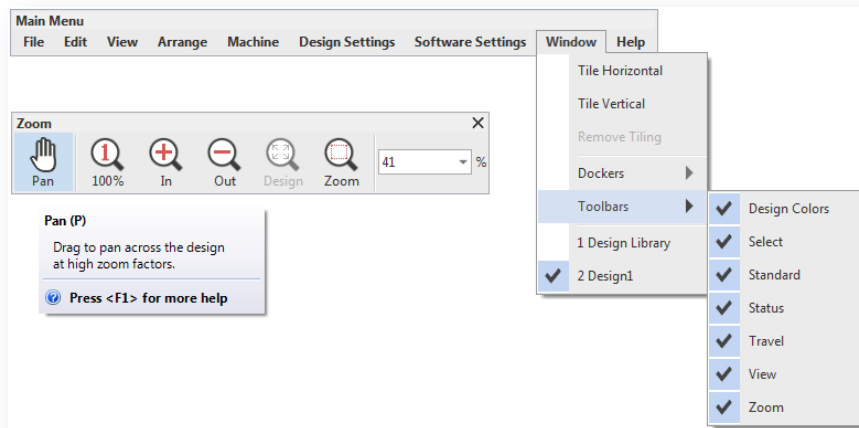 Main Menu
File Edit View Arrange Machine Design Settings Software Settings Window Help
Tile Horizontal
Tile Vertical
Remove Tiling
Dockers
Toolbars
1 Design Library
2 Design1
Design Colors
Select
Standard
Status
Travel
View
Zoom
Zoom
1
41 %
Pan 100% In Out Design Zoom
Pan (P)
Drag to pan across the design
at high zoom factors.
Press <F1> for more help